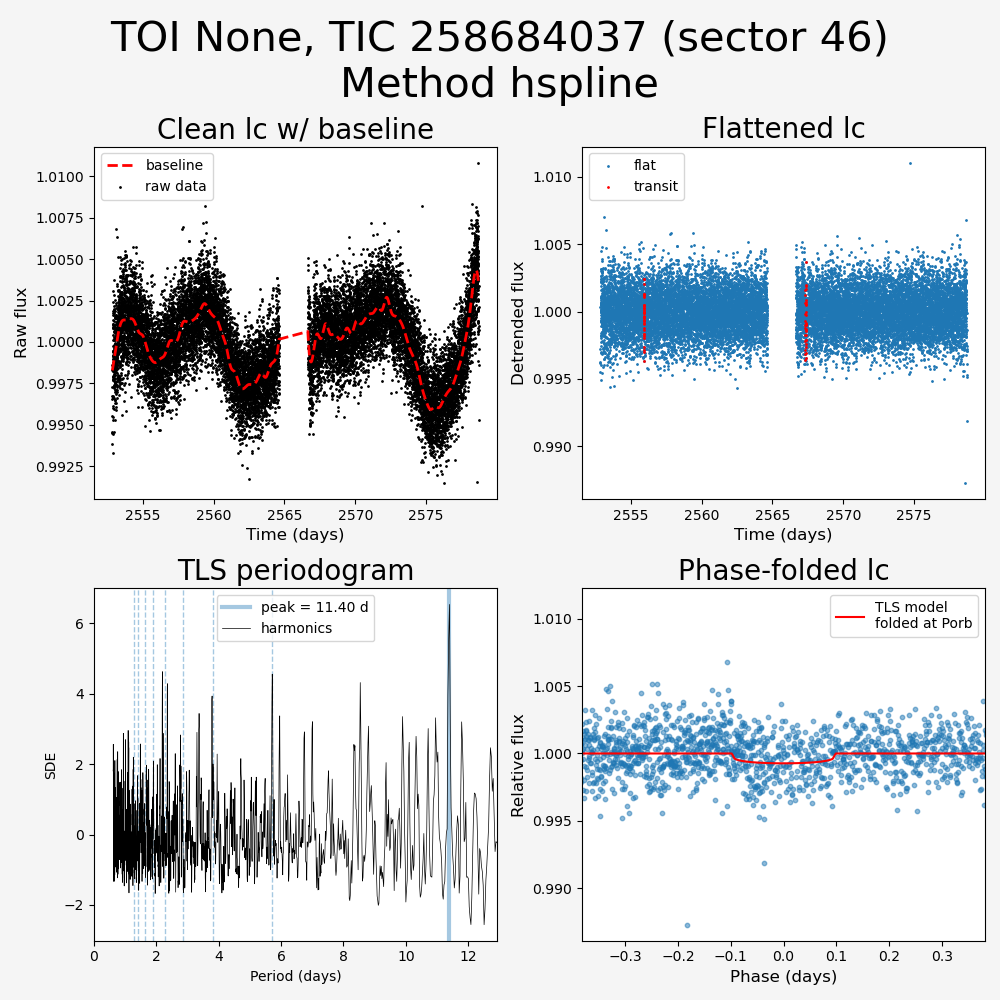 TOI None, TIC 258684037 (sector 46)
Method hspline
Clean lc w/ baseline
baseline
raw data
1.0100
1.0075
1.0050
1.0025
1.0000
0.9975
0.9950
0.9925
Raw flux
2555 2560 2565 2570 2575
Time (days)
Flattened lc
flat
transit
1.010
1.005
1.000
0.995
0.990
Detrended flux
2555 2560 2565 2570 2575
Time (days)
TLS periodogram
peak = 11.40 d
harmonics
6
4
2
0
−2
SDE
0 2 4 6 8 10 12
Period (days)
Phase-folded lc
TLS model
folded at Porb
1.010
1.005
1.000
0.995
0.990
Relative flux
−0.3 −0.2 −0.1 0.0 0.1 0.2 0.3
Phase (days)